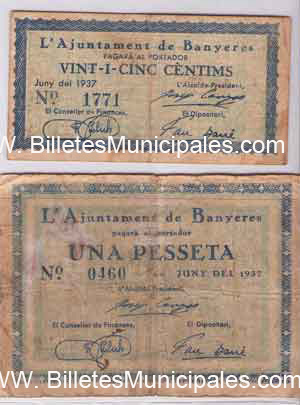 L'Ajuntament de Banyeres
PAGARÀ AL PORTADOR
VINT-I-CINC CÈNTIMS
Juny del 1937
L'Alcalde-President,
Nº 1771
El Conseller de Finances,
El Dipositari,
W. BilletesMunicipales.com
L'Ajuntament de Banyeres
pagarà al portador
UNA PESSETA
Nº 0460
JUNY DEL 1937
L'Alcalde-President,
El Conseller de Finances,
El Dipositari,
W. BilletesMunicipales.com